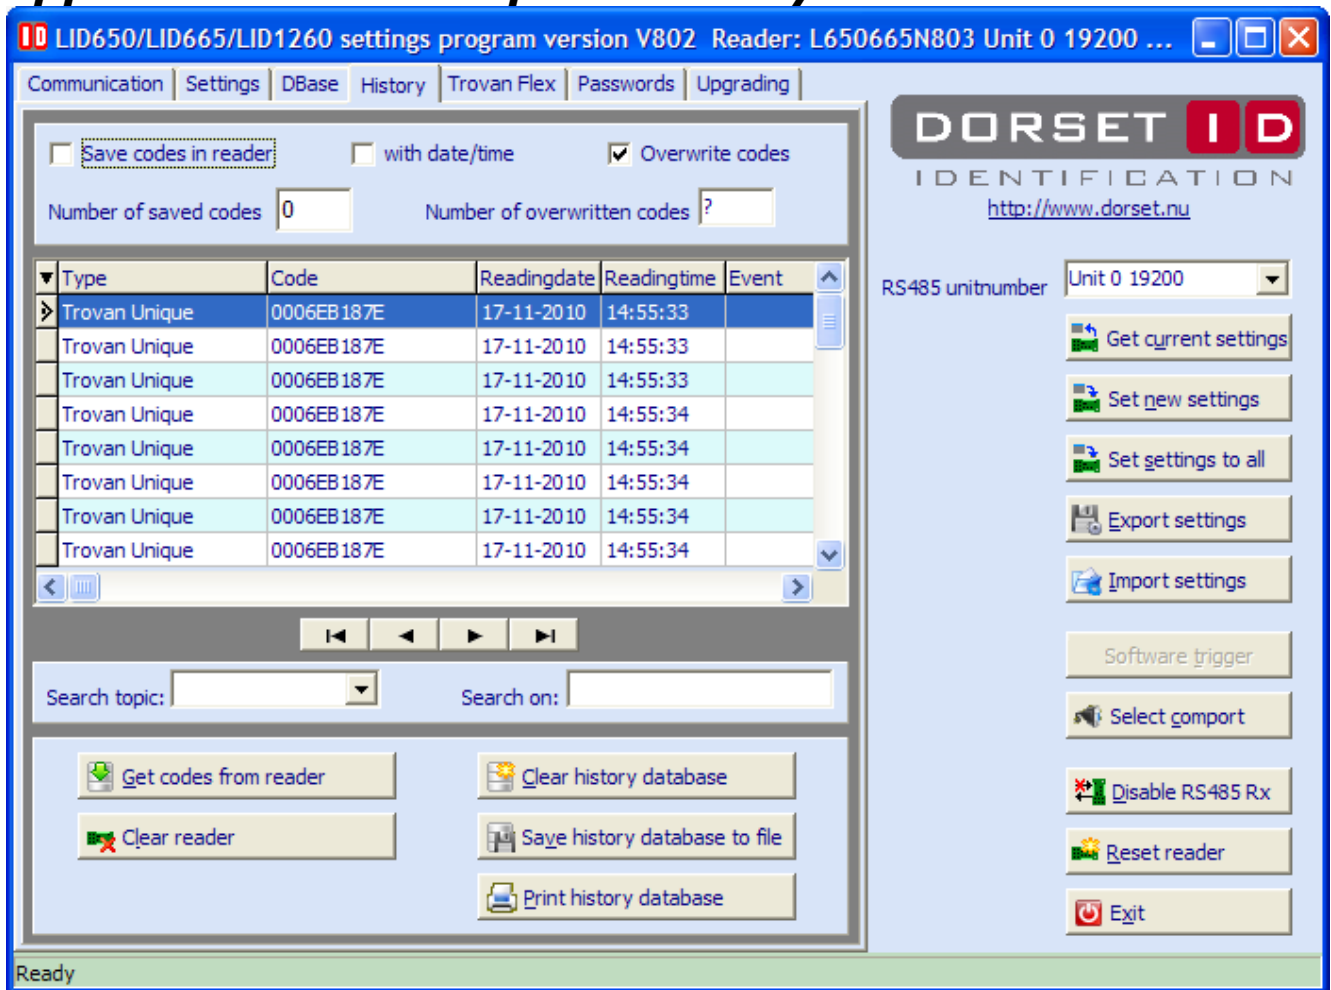 LID650/LID665/LID1260 settings program version V802 Reader: L650665N803 Unit 0 19200 ...
Communication Settings DBase History Trovan Flex Passwords Upgrading
DORSET ID
IDENTIFICATION
http://www.dorset.nu
Save codes in reader with date/time Overwrite codes
Number of saved codes 0 Number of overwritten codes ?
Type Code Readingdate Readingtime Event
Trovan Unique 0006EB187E 17-11-2010 14:55:33
Trovan Unique 0006EB187E 17-11-2010 14:55:33
Trovan Unique 0006EB187E 17-11-2010 14:55:33
Trovan Unique 0006EB187E 17-11-2010 14:55:34
Trovan Unique 0006EB187E 17-11-2010 14:55:34
Trovan Unique 0006EB187E 17-11-2010 14:55:34
Trovan Unique 0006EB187E 17-11-2010 14:55:34
Trovan Unique 0006EB187E 17-11-2010 14:55:34
Search topic: Search on:
Get codes from reader Clear history database
Clear reader Save history database to file
Print history database
RS485 unitnumber Unit 0 19200
Get current settings
Set new settings
Set settings to all
Export settings
Import settings
Software trigger
Select comport
Disable RS485 Rx
Reset reader
Exit
Ready